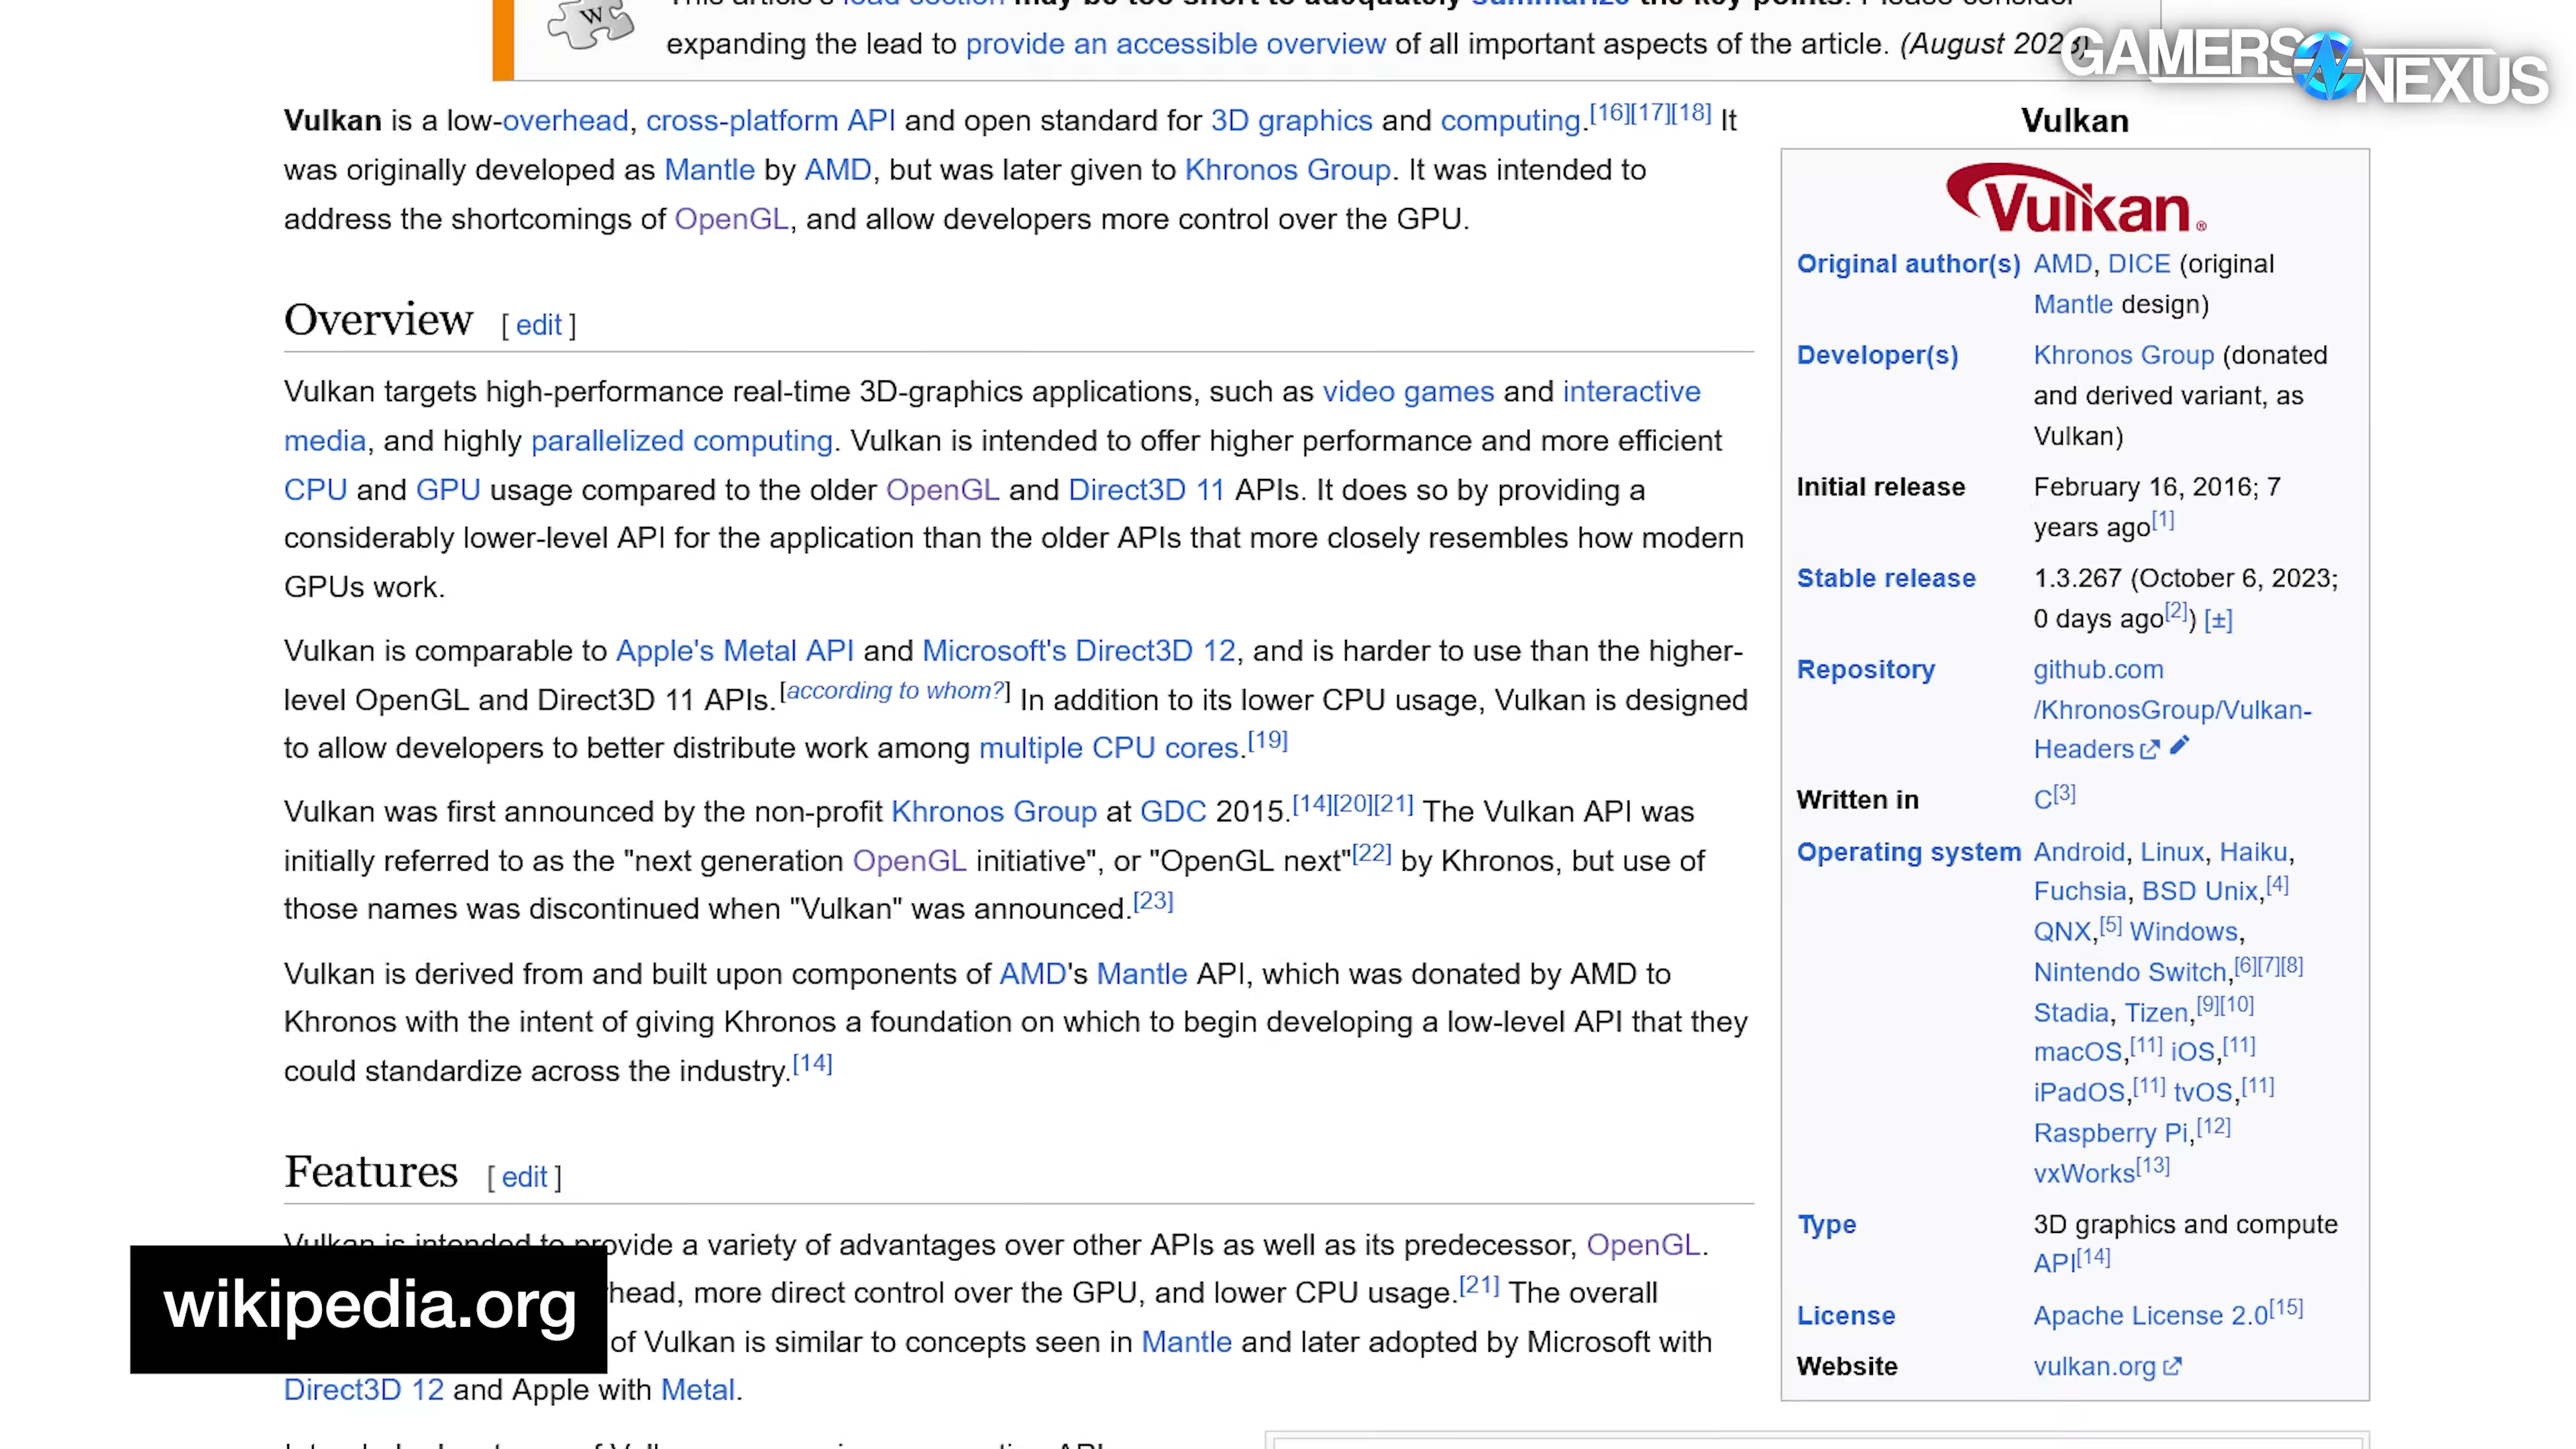 expanding the lead to provide an accessible overview of all important aspects of the article. (August 2023)
GAMERS NEXUS
Vulkan is a low-overhead, cross-platform API and open standard for 3D graphics and computing.[16][17][18] It
was originally developed as Mantle by AMD, but was later given to Khronos Group. It was intended to
address the shortcomings of OpenGL, and allow developers more control over the GPU.
Overview [ edit ]
Vulkan targets high-performance real-time 3D-graphics applications, such as video games and interactive
media, and highly parallelized computing. Vulkan is intended to offer higher performance and more efficient
CPU and GPU usage compared to the older OpenGL and Direct3D 11 APIs. It does so by providing a
considerably lower-level API for the application than the older APIs that more closely resembles how modern
GPUs work.
Vulkan is comparable to Apple's Metal API and Microsoft's Direct3D 12, and is harder to use than the higher-
level OpenGL and Direct3D 11 APIs.[according to whom?] In addition to its lower CPU usage, Vulkan is designed
to allow developers to better distribute work among multiple CPU cores.[19]
Vulkan was first announced by the non-profit Khronos Group at GDC 2015.[14][20][21] The Vulkan API was
initially referred to as the "next generation OpenGL initiative", or "OpenGL next"[22] by Khronos, but use of
those names was discontinued when "Vulkan" was announced.[23]
Vulkan is derived from and built upon components of AMD's Mantle API, which was donated by AMD to
Khronos with the intent of giving Khronos a foundation on which to begin developing a low-level API that they
could standardize across the industry.[14]
Features [ edit ]
Vulkan is intended to provide a variety of advantages over other APIs as well as its predecessor, OpenGL.
head, more direct control over the GPU, and lower CPU usage.[21] The overall
of Vulkan is similar to concepts seen in Mantle and later adopted by Microsoft with
Direct3D 12 and Apple with Metal.
wikipedia.org
Vulkan
Vulkan®
Original author(s) AMD, DICE (original
Mantle design)
Developer(s) Khronos Group (donated
and derived variant, as
Vulkan)
Initial release February 16, 2016; 7
years ago[1]
Stable release 1.3.267 (October 6, 2023;
0 days ago[2]) [±]
Repository github.com
/KhronosGroup/Vulkan-
Headers
Written in C[3]
Operating system Android, Linux, Haiku,
Fuchsia, BSD Unix,[4]
QNX,[5] Windows,
Nintendo Switch,[6][7][8]
Stadia, Tizen,[9][10]
macOS,[11] iOS,[11]
iPadOS,[11] tvOS,[11]
Raspberry Pi,[12]
vxWorks[13]
Type 3D graphics and compute
API[14]
License Apache License 2.0[15]
Website vulkan.org